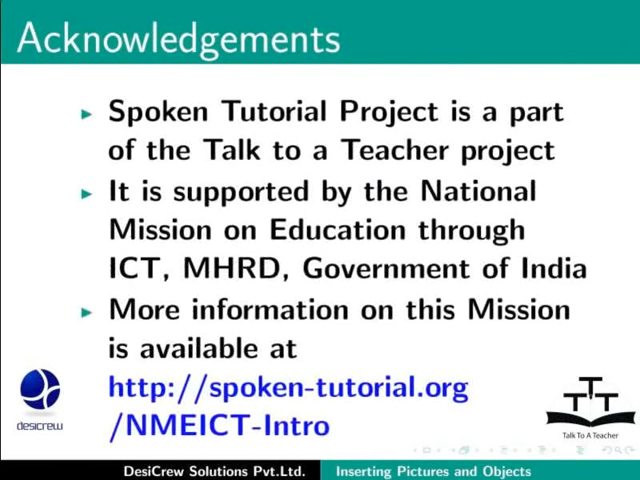 Acknowledgements
Spoken Tutorial Project is a part
of the Talk to a Teacher project
It is supported by the National
Mission on Education through
ICT, MHRD, Government of India
More information on this Mission
is available at
http://spoken-tutorial.org
/NMEICT-Intro
desicrew
T T T
Talk To A Teacher
DesiCrew Solutions Pvt.Ltd. Inserting Pictures and Objects